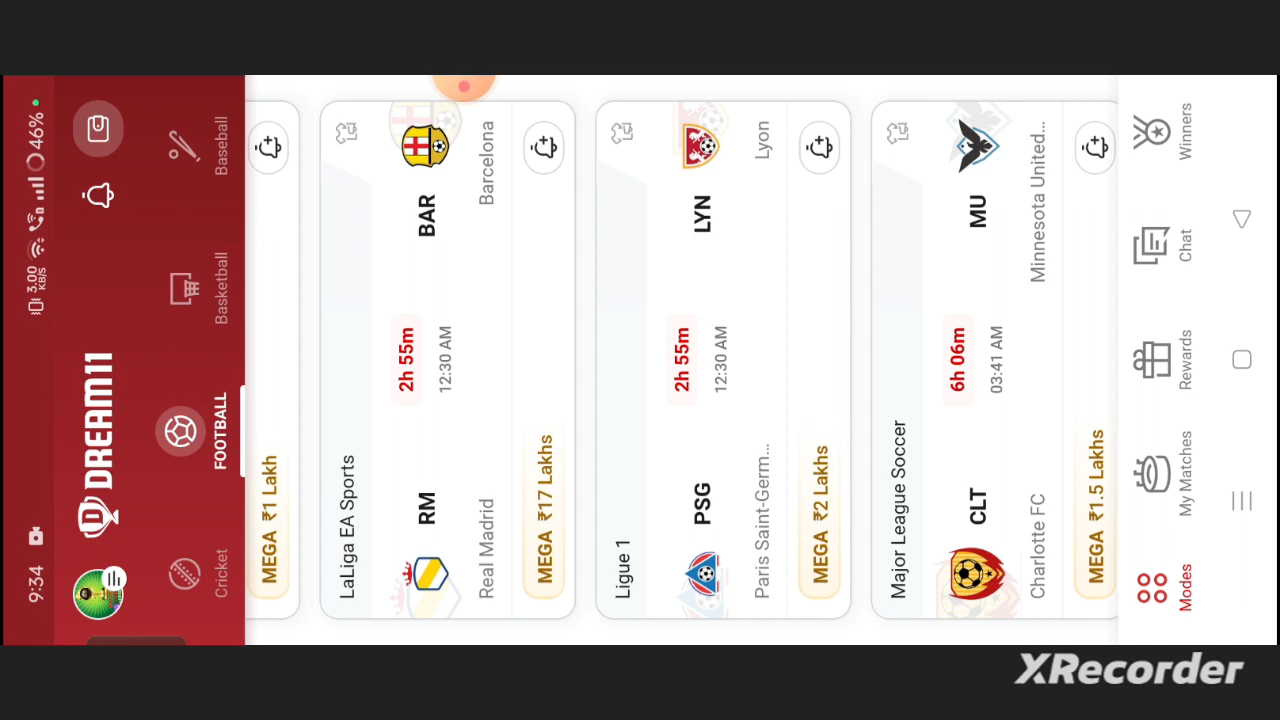 9:34
3.00 KB/S
46%
DREAM11
Cricket
FOOTBALL
Basketball
Baseball
MEGA ₹1 Lakh
LaLiga EA Sports
RM
2h 55m
BAR
12:30 AM
Real Madrid
Barcelona
MEGA ₹17 Lakhs
Ligue 1
PSG
2h 55m
LYN
12:30 AM
Paris Saint-Germ...
Lyon
MEGA ₹2 Lakhs
Major League Soccer
CLT
6h 06m
MU
03:41 AM
Charlotte FC
Minnesota United...
MEGA ₹1.5 Lakhs
Modes
My Matches
Rewards
Chat
Winners
XRecorder